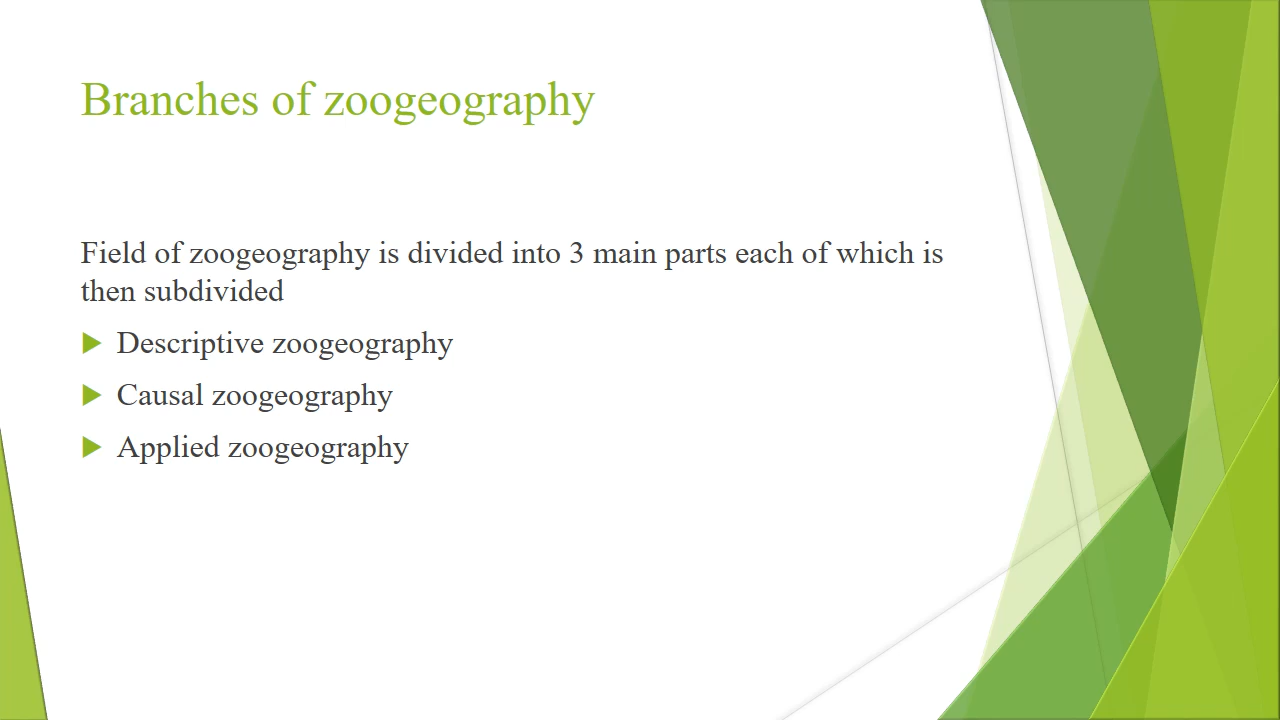 Branches of zoogeography
Field of zoogeography is divided into 3 main parts each of which is
then subdivided
Descriptive zoogeography
Causal zoogeography
Applied zoogeography